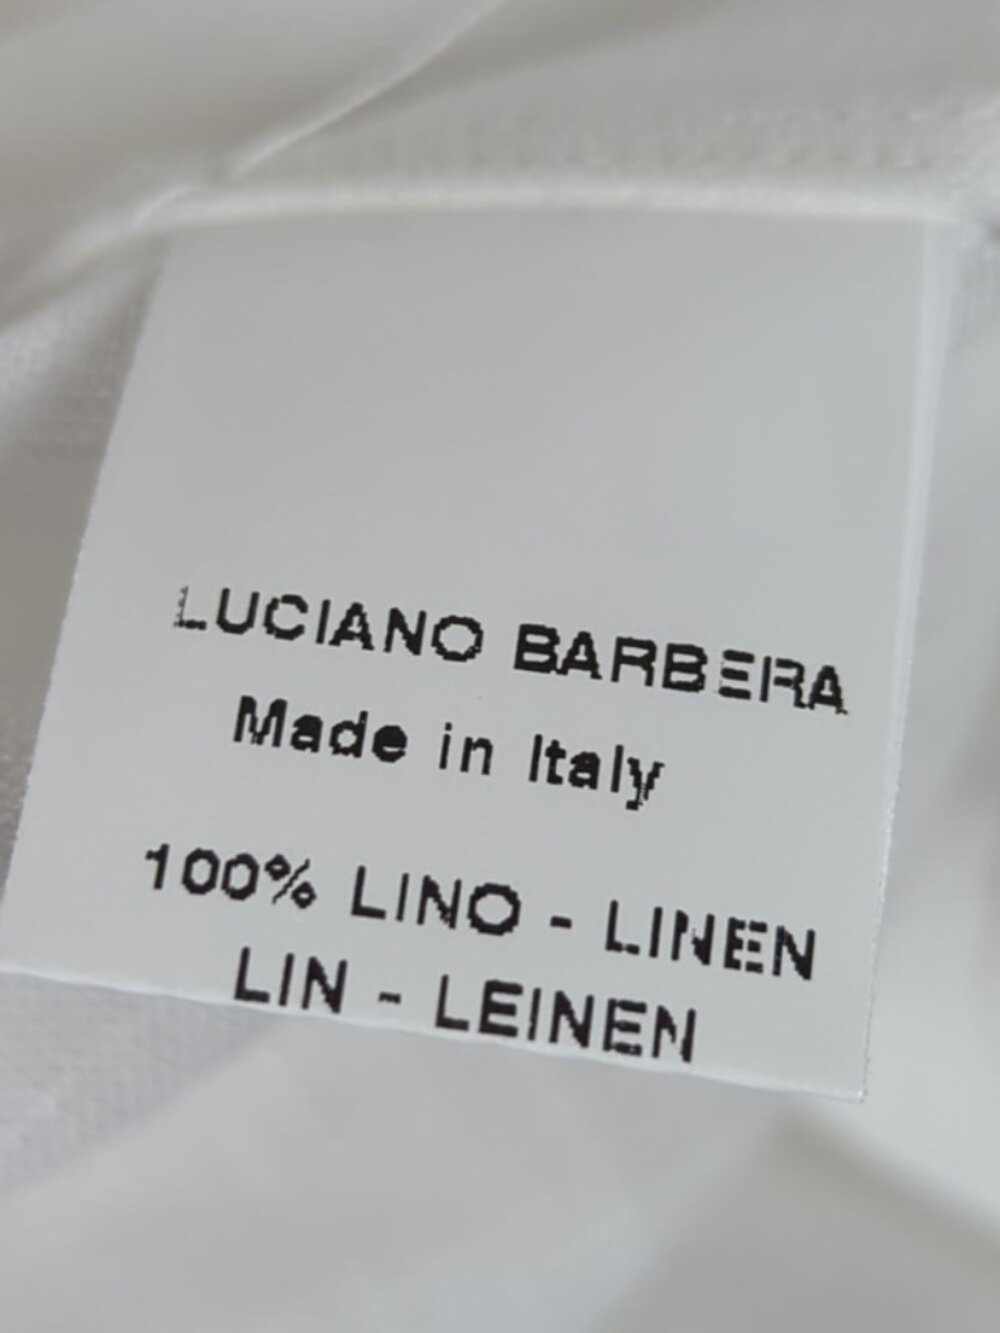 LUCIANO BARBERA
Made in Italy
100% LINO - LINEN
LIN - LEINEN